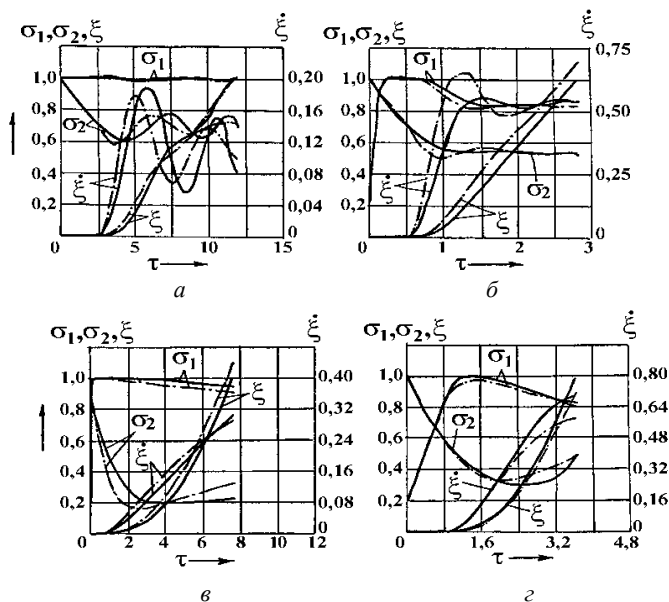 σ₁,σ₂,ξ ξ̇ σ₁,σ₂,ξ ξ̇
1,0 0,8 0,6 0,4 0,2 0
σ₁ σ₂ ξ̇ ξ
0,20 0,16 0,12 0,08 0,04 0
5 10 15
τ
а
1,0 0,8 0,6 0,4 0,2 0
σ₁ σ₂ ξ̇ ξ
0,75 0,50 0,25 0
1 2 3
τ
б
σ₁,σ₂,ξ ξ̇ σ₁,σ₂,ξ ξ̇
1,0 0,8 0,6 0,4 0,2 0
σ₁ ξ σ₂ ξ̇
0,40 0,32 0,24 0,16 0,08 0
2 4 6 8 10 12
τ
в
1,0 0,8 0,6 0,4 0,2 0
σ₁ σ₂ ξ̇ ξ
0,80 0,64 0,48 0,32 0,16 0
1,6 3,2 4,8
τ
г